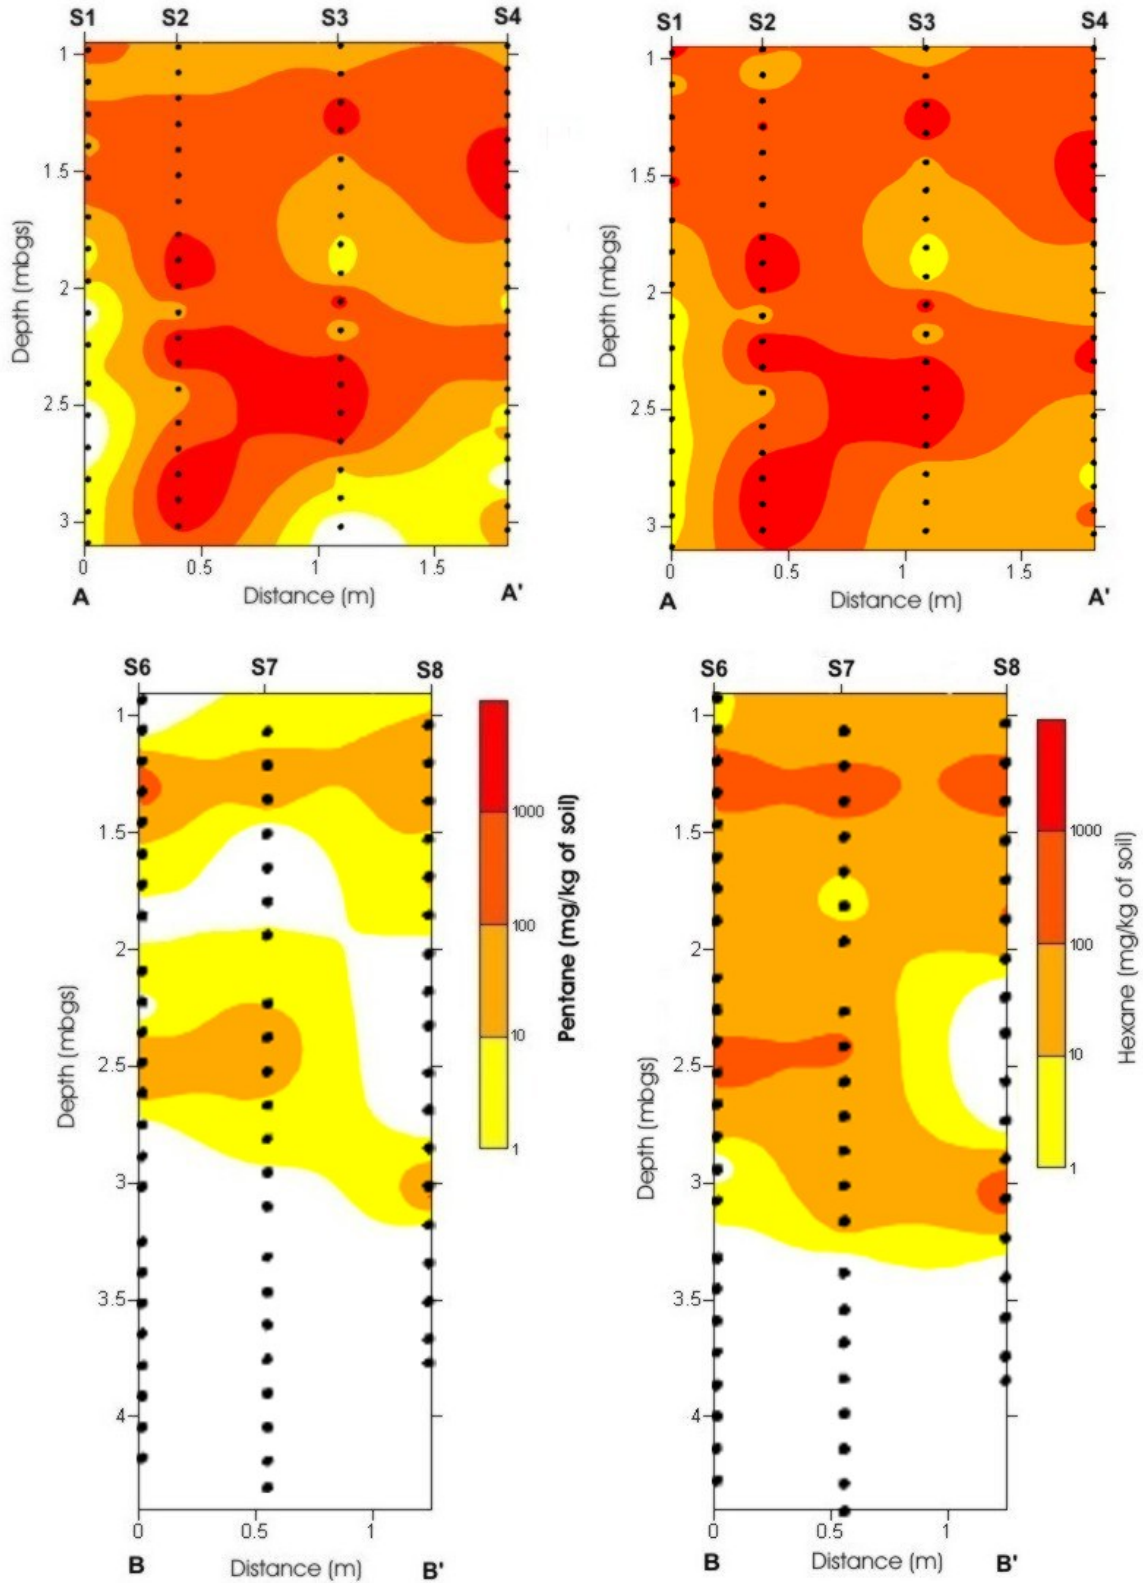 S1 S2 S3 S4
1
1.5
2
2.5
3
Depth (mbgs)
0 0.5 1 1.5
A Distance (m) A'
S1 S2 S3 S4
1
1.5
2
2.5
3
Depth (mbgs)
0 0.5 1 1.5
A Distance (m) A'
S6 S7 S8
1
1.5
2
2.5
3
3.5
4
Depth (mbgs)
0 0.5 1
B Distance (m) B'
1000
100
10
1
Pentane (mg/kg of soil)
S6 S7 S8
1
1.5
2
2.5
3
3.5
4
Depth (mbgs)
0 0.5 1
B Distance (m) B'
1000
100
10
1
Hexane (mg/kg of soil)